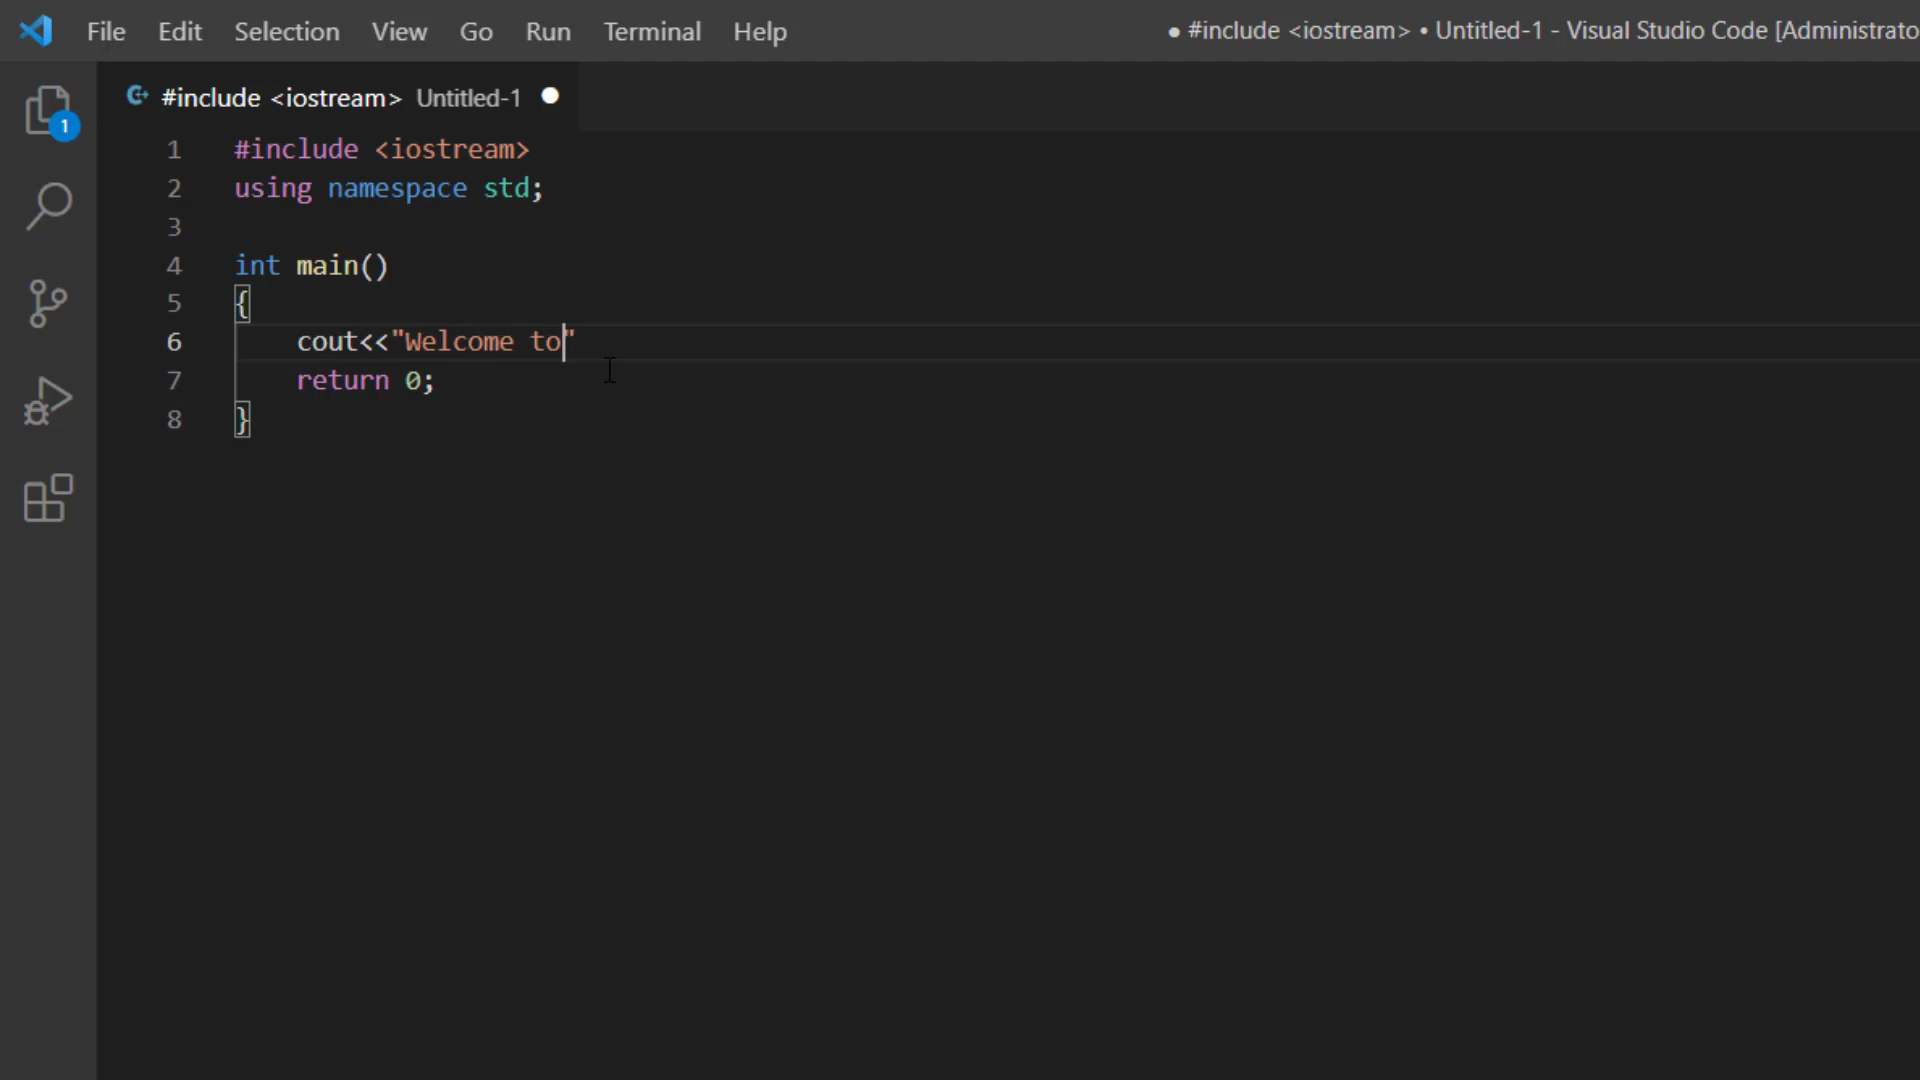 File Edit Selection View Go Run Terminal Help ● #include <iostream> • Untitled-1 - Visual Studio Code [Administrato
#include <iostream> Untitled-1 ●
1
1 #include <iostream>
2 using namespace std;
3
4 int main()
5 {
6     cout<<"Welcome to"
7     return 0;
8 }